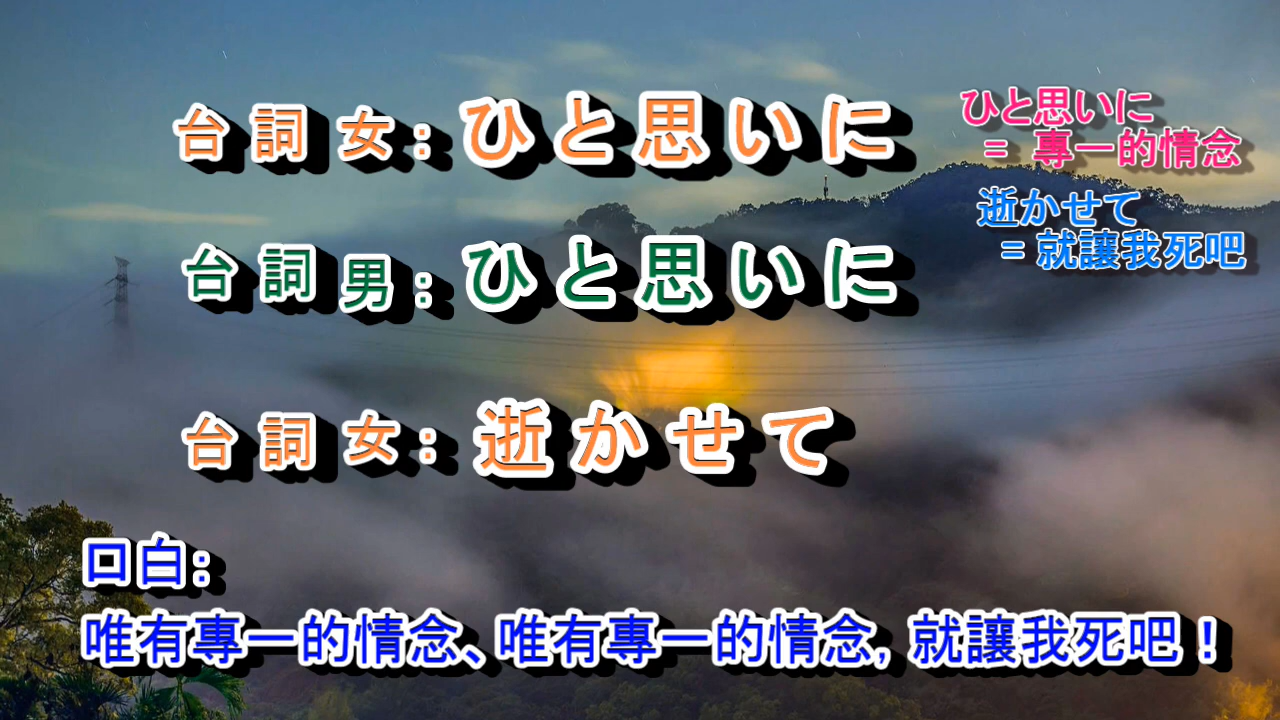 台詞女:ひと思いに
ひと思いに
= 專一的情念
逝かせて
= 就讓我死吧
台詞男:ひと思いに
台詞女:逝かせて
口白:
唯有專一的情念、唯有專一的情念, 就讓我死吧!